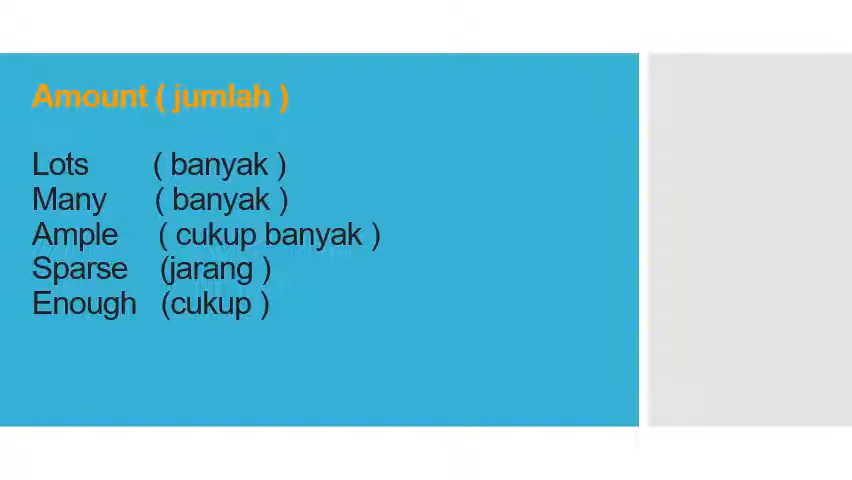 Amount ( jumlah )
Lots ( banyak )
Many ( banyak )
Ample ( cukup banyak )
Sparse (jarang )
Enough (cukup )